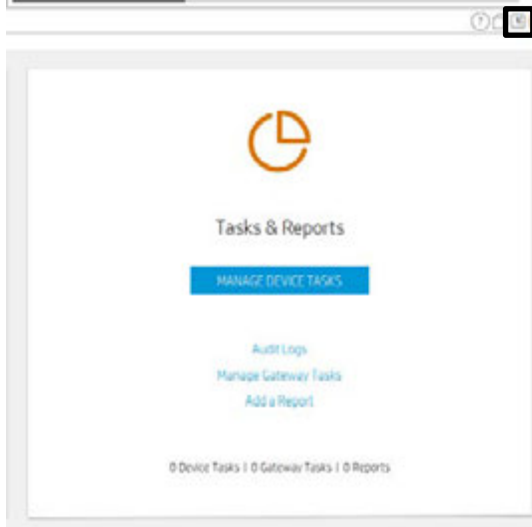 ?
Tasks & Reports
MANAGE DEVICE TASKS
Audit Logs
Manage Gateway Tasks
Add a Report
0 Device Tasks | 0 Gateway Tasks | 0 Reports